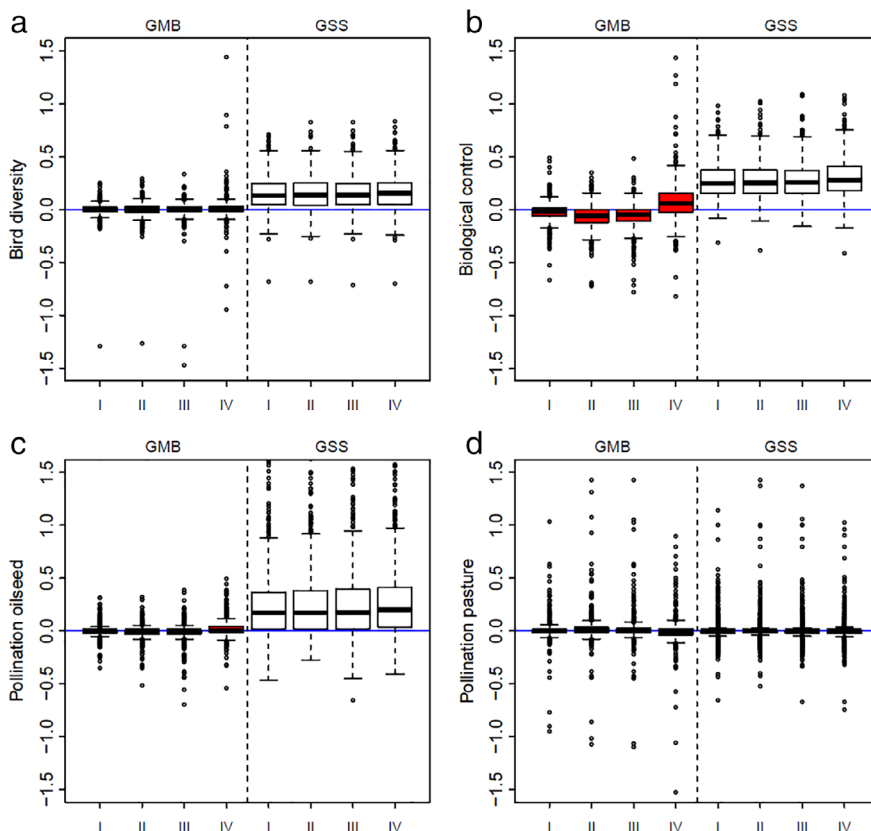 a
GMB GSS
Bird diversity
1.5
1.0
0.5
0.0
−0.5
−1.0
−1.5
I II III IV I II III IV
b
GMB GSS
Biological control
1.5
1.0
0.5
0.0
−0.5
−1.0
−1.5
I II III IV I II III IV
c
GMB GSS
Pollination oilseed
1.5
1.0
0.5
0.0
−0.5
−1.0
−1.5
I II III IV I II III IV
d
GMB GSS
Pollination pasture
1.5
1.0
0.5
0.0
−0.5
−1.0
−1.5
I II III IV I II III IV